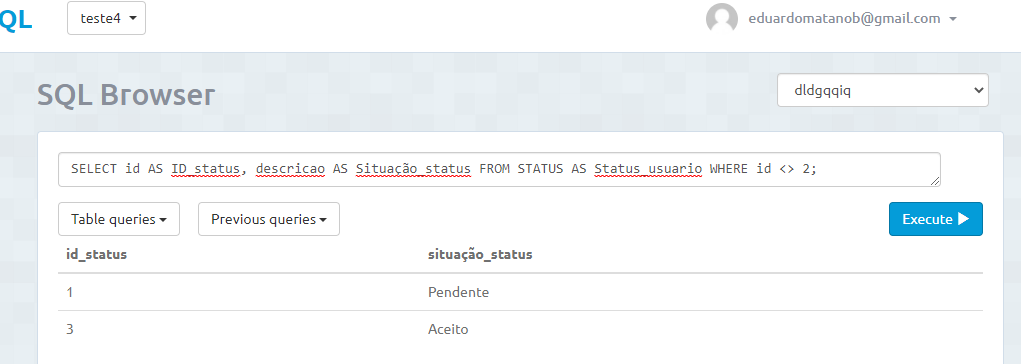 QL
teste4
eduardomatanob@gmail.com
SQL Browser
dldgqqiq
SELECT id AS ID_status, descricao AS Situação_status FROM STATUS AS Status_usuario WHERE id <> 2;
Table queries
Previous queries
Execute
id_status situação_status
1 Pendente
3 Aceito